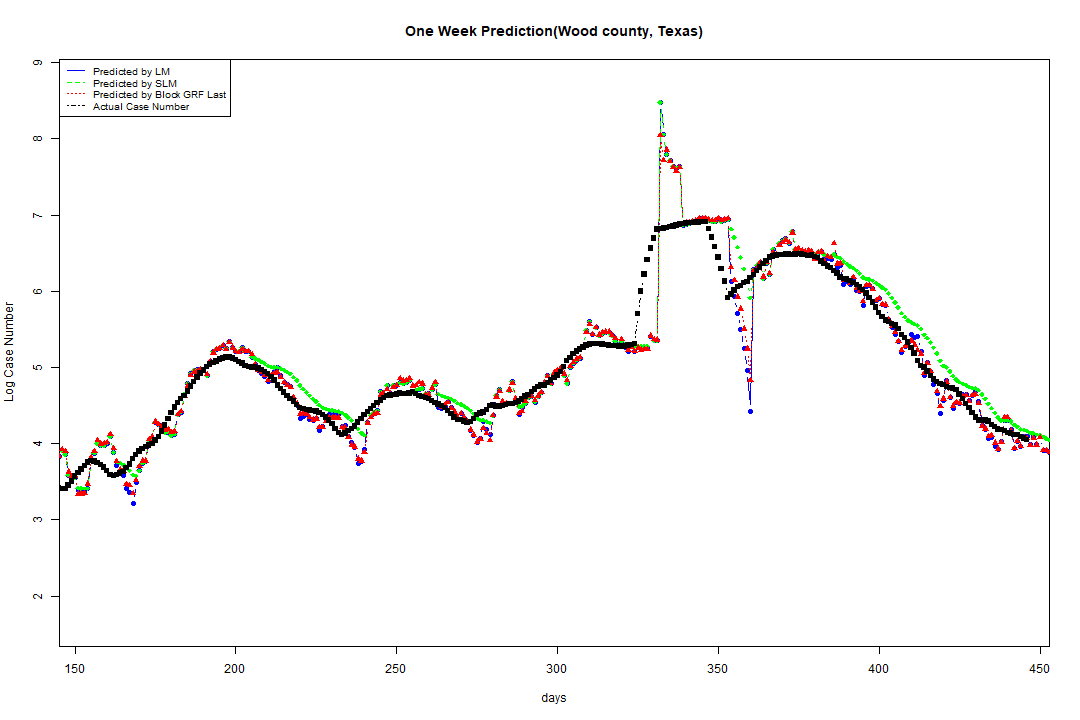 One Week Prediction(Wood county, Texas)
Predicted by LM
Predicted by SLM
Predicted by Block GRF Last
Actual Case Number
Log Case Number
9
8
7
6
5
4
3
2
150 200 250 300 350 400 450
days